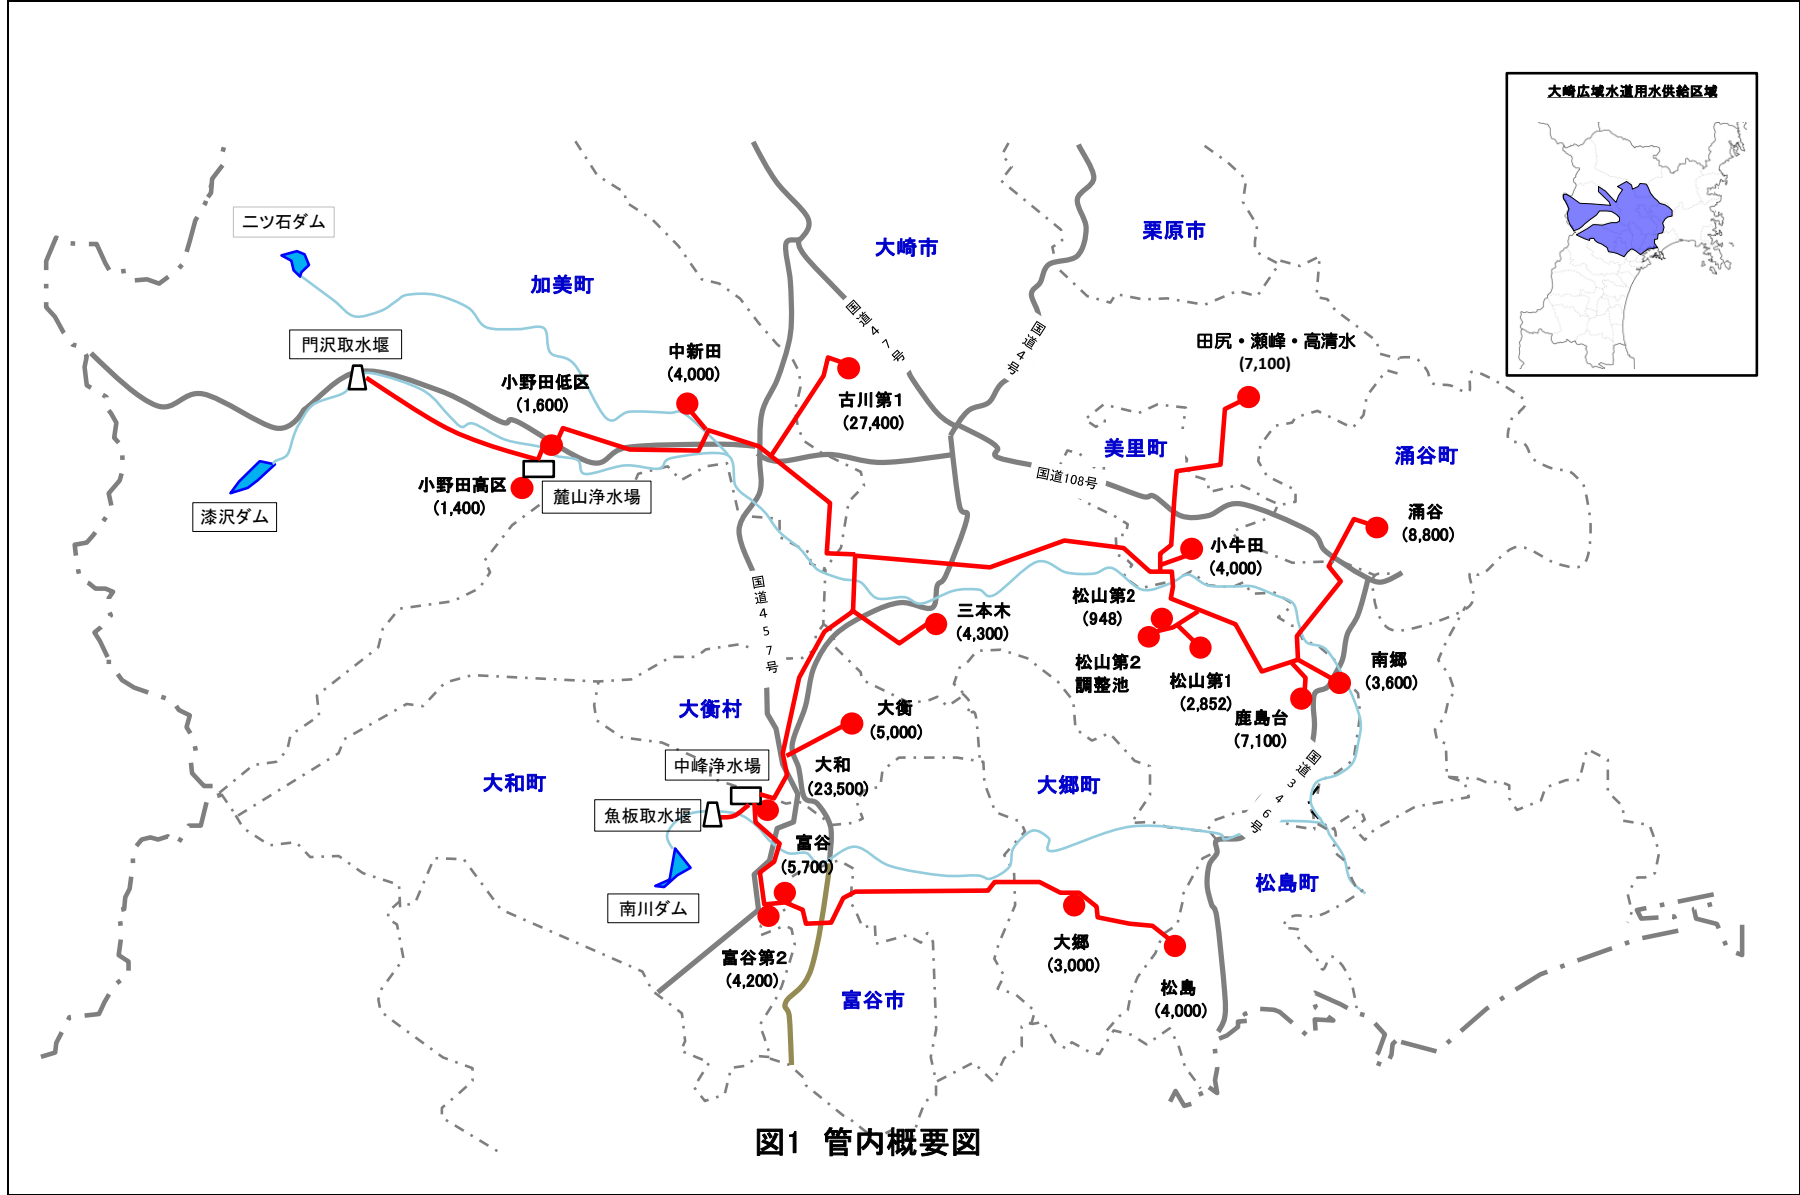 大崎広域水道用水供給区域
二ツ石ダム
加美町
大崎市
栗原市
門沢取水堰
小野田低区
(1,600)
中新田
(4,000)
国道47号
国道4号
田尻・瀬峰・高清水
(7,100)
古川第1
(27,400)
美里町
涌谷町
国道108号
小野田高区
(1,400)
麓山浄水場
漆沢ダム
涌谷
(8,800)
小牛田
(4,000)
国道457号
三本木
(4,300)
松山第2
(948)
松山第2
調整池
松山第1
(2,852)
南郷
(3,600)
鹿島台
(7,100)
大衡村
大衡
(5,000)
中峰浄水場
大和
(23,500)
大和町
大郷町
国道346号
魚板取水堰
富谷
(5,700)
南川ダム
松島町
富谷第2
(4,200)
大郷
(3,000)
松島
(4,000)
富谷市
図1 管内概要図